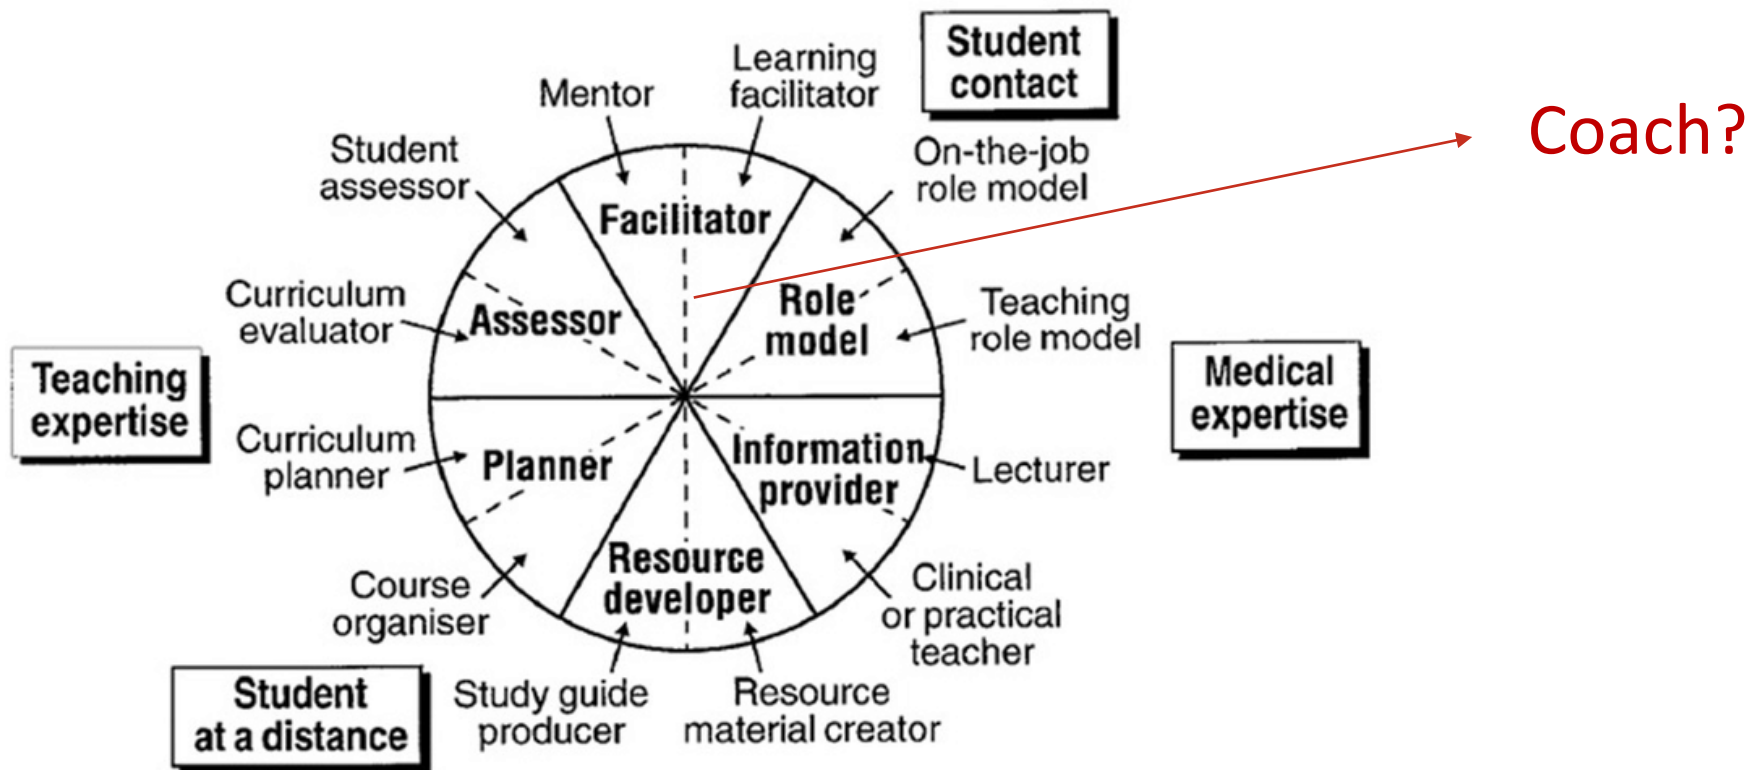 Student
contact
Learning
facilitator
Mentor
Coach?
Student
assessor
On-the-job
role model
Facilitator
Curriculum
evaluator
Assessor
Role
model
Teaching
role model
Teaching
expertise
Medical
expertise
Curriculum
planner
Planner
Information
provider
Lecturer
Resource
developer
Course
organiser
Clinical
or practical
teacher
Student
at a distance
Study guide
producer
Resource
material creator